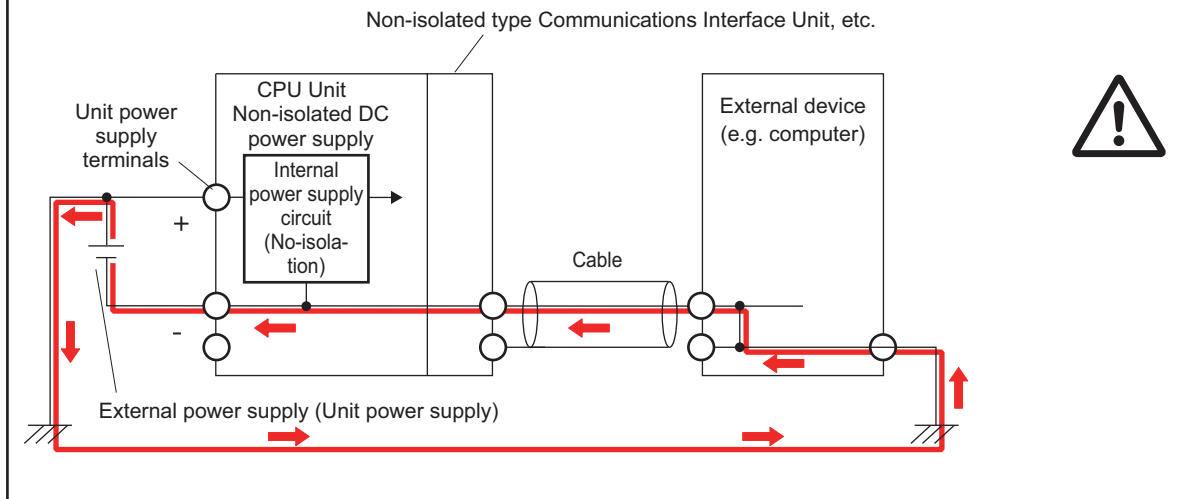 Non-isolated type Communications Interface Unit, etc.
CPU Unit
Non-isolated DC
power supply
Unit power
supply
terminals
Internal
power supply
circuit
(No-isola-
tion)
+
-
Cable
External device
(e.g. computer)
External power supply (Unit power supply)